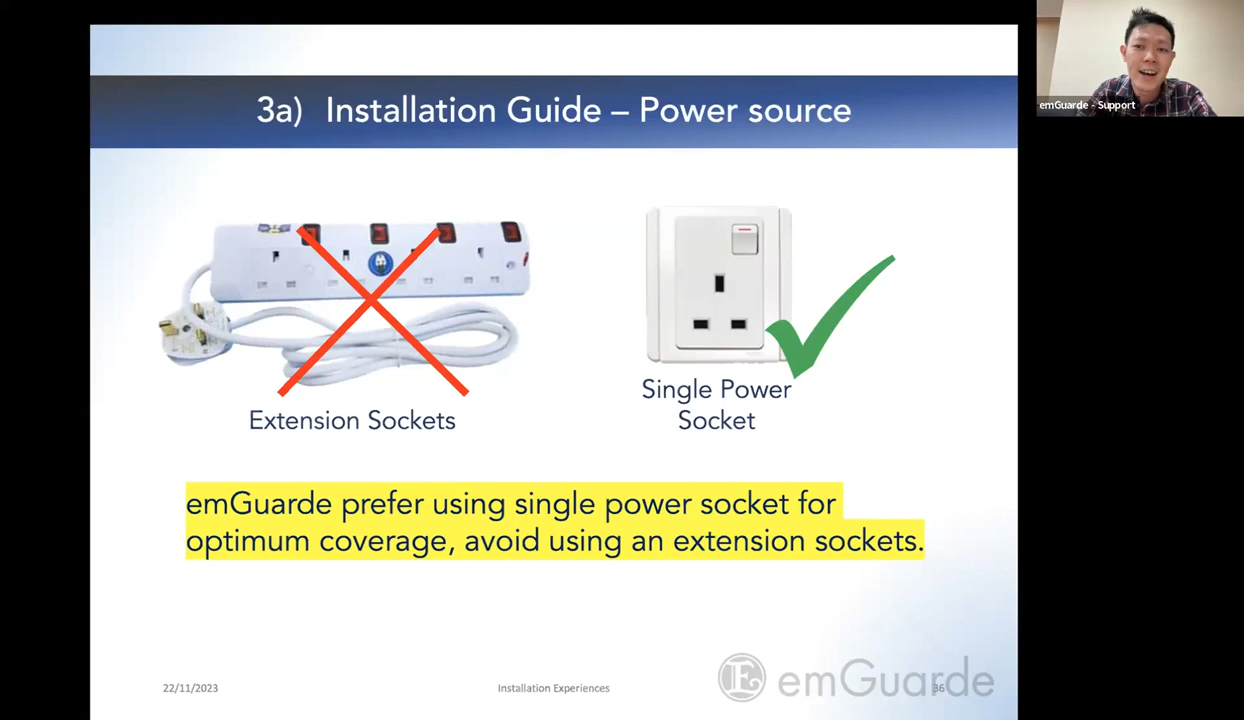 3a) Installation Guide – Power source
emGuarde - Support
Extension Sockets
Single Power
Socket
emGuarde prefer using single power socket for
optimum coverage, avoid using an extension sockets.
22/11/2023
Installation Experiences
emGuarde
36